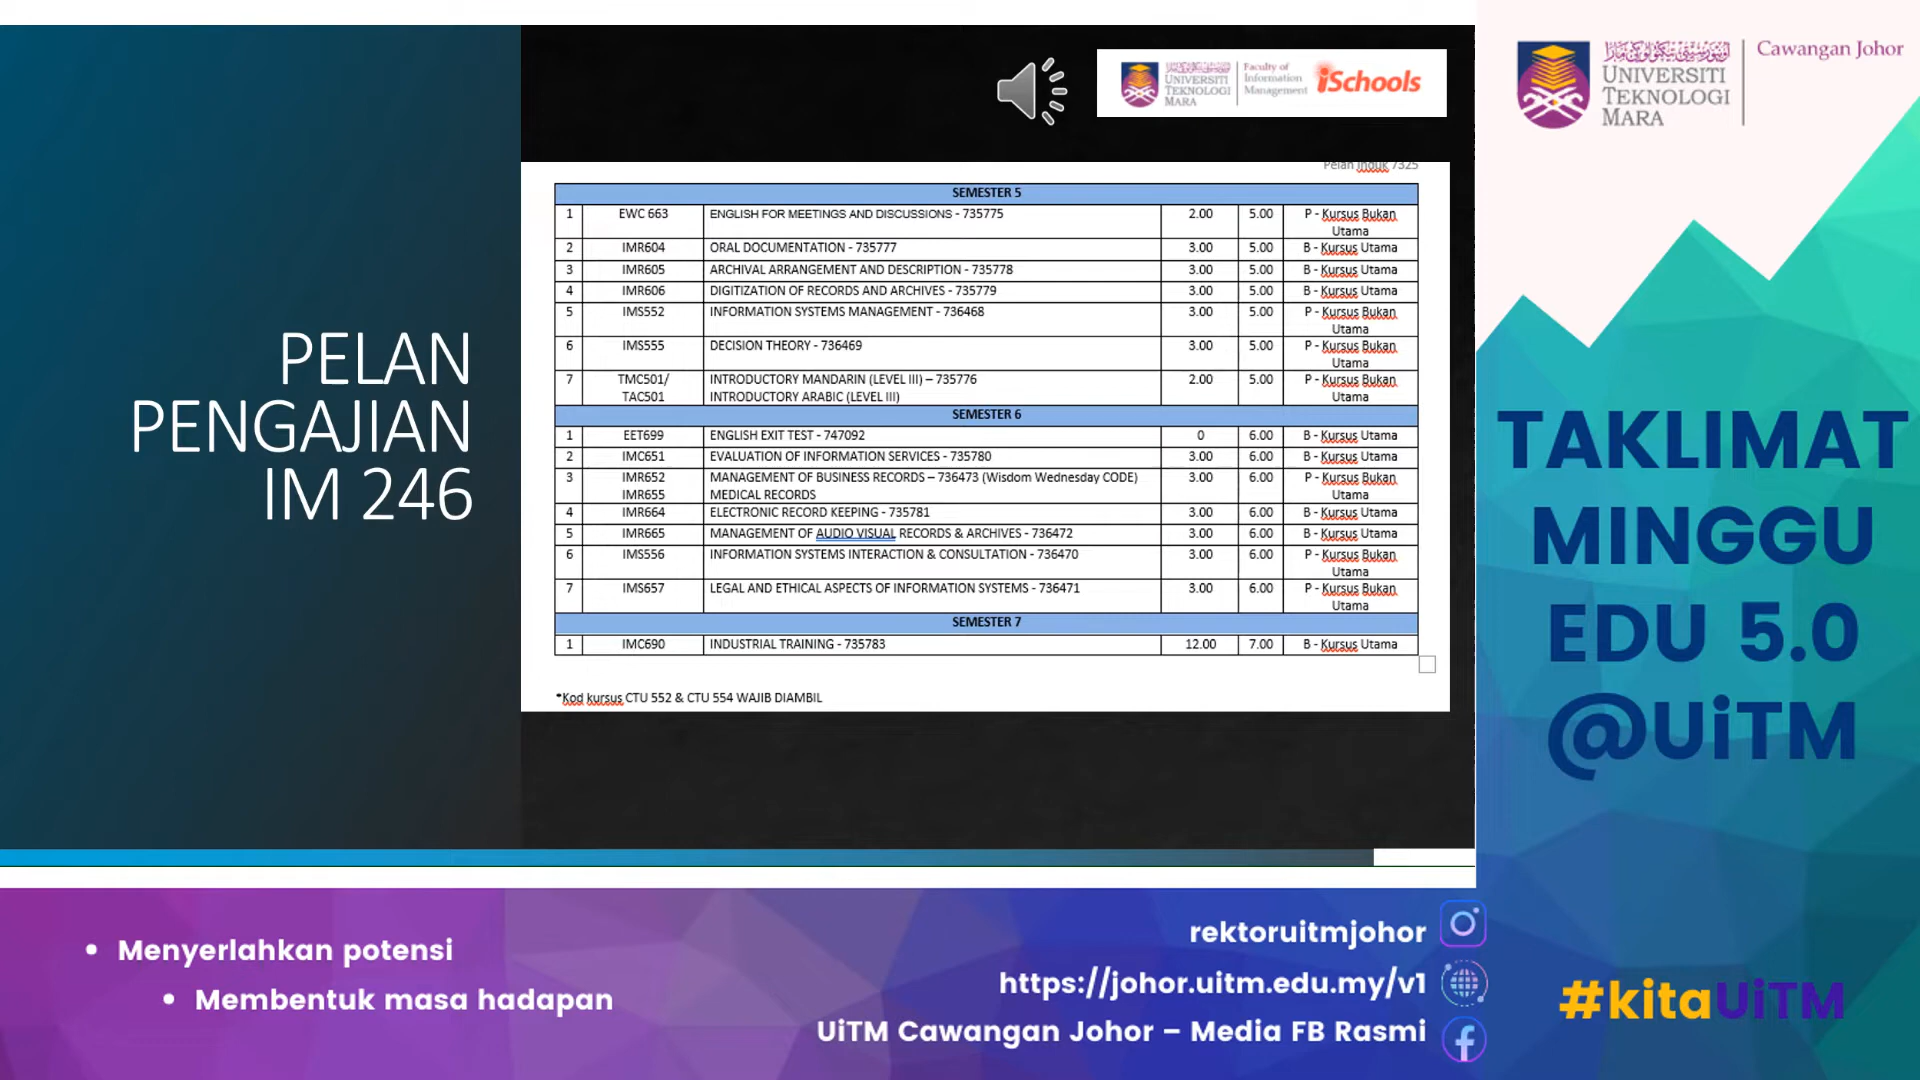 UNIVERSITI
TEKNOLOGI
MARA
Faculty of
Information
Management
iSchools
UNIVERSITI
TEKNOLOGI
MARA
Cawangan Johor
PELAN
PENGAJIAN
IM 246
Pelan Induk 7325
SEMESTER 5
1 EWC 663 ENGLISH FOR MEETINGS AND DISCUSSIONS - 735775 2.00 5.00 P - Kursus Bukan
Utama
2 IMR604 ORAL DOCUMENTATION - 735777 3.00 5.00 B - Kursus Utama
3 IMR605 ARCHIVAL ARRANGEMENT AND DESCRIPTION - 735778 3.00 5.00 B - Kursus Utama
4 IMR606 DIGITIZATION OF RECORDS AND ARCHIVES - 735779 3.00 5.00 B - Kursus Utama
5 IMS552 INFORMATION SYSTEMS MANAGEMENT - 736468 3.00 5.00 P - Kursus Bukan
Utama
6 IMS555 DECISION THEORY - 736469 3.00 5.00 P - Kursus Bukan
Utama
7 TMC501/ INTRODUCTORY MANDARIN (LEVEL III) – 735776 2.00 5.00 P - Kursus Bukan
TAC501 INTRODUCTORY ARABIC (LEVEL III) Utama
SEMESTER 6
1 EET699 ENGLISH EXIT TEST - 747092 0 6.00 B - Kursus Utama
2 IMC651 EVALUATION OF INFORMATION SERVICES - 735780 3.00 6.00 B - Kursus Utama
3 IMR652 MANAGEMENT OF BUSINESS RECORDS – 736473 (Wisdom Wednesday CODE) 3.00 6.00 P - Kursus Bukan
IMR655 MEDICAL RECORDS Utama
4 IMR664 ELECTRONIC RECORD KEEPING - 735781 3.00 6.00 B - Kursus Utama
5 IMR665 MANAGEMENT OF AUDIO VISUAL RECORDS & ARCHIVES - 736472 3.00 6.00 B - Kursus Utama
6 IMS556 INFORMATION SYSTEMS INTERACTION & CONSULTATION - 736470 3.00 6.00 P - Kursus Bukan
Utama
7 IMS657 LEGAL AND ETHICAL ASPECTS OF INFORMATION SYSTEMS - 736471 3.00 6.00 P - Kursus Bukan
Utama
SEMESTER 7
1 IMC690 INDUSTRIAL TRAINING - 735783 12.00 7.00 B - Kursus Utama
*Kod kursus CTU 552 & CTU 554 WAJIB DIAMBIL
TAKLIMAT
MINGGU
EDU 5.0
@UiTM
• Menyerlahkan potensi
• Membentuk masa hadapan
rektoruitmjohor
https://johor.uitm.edu.my/v1
UiTM Cawangan Johor – Media FB Rasmi
#kitaUiTM